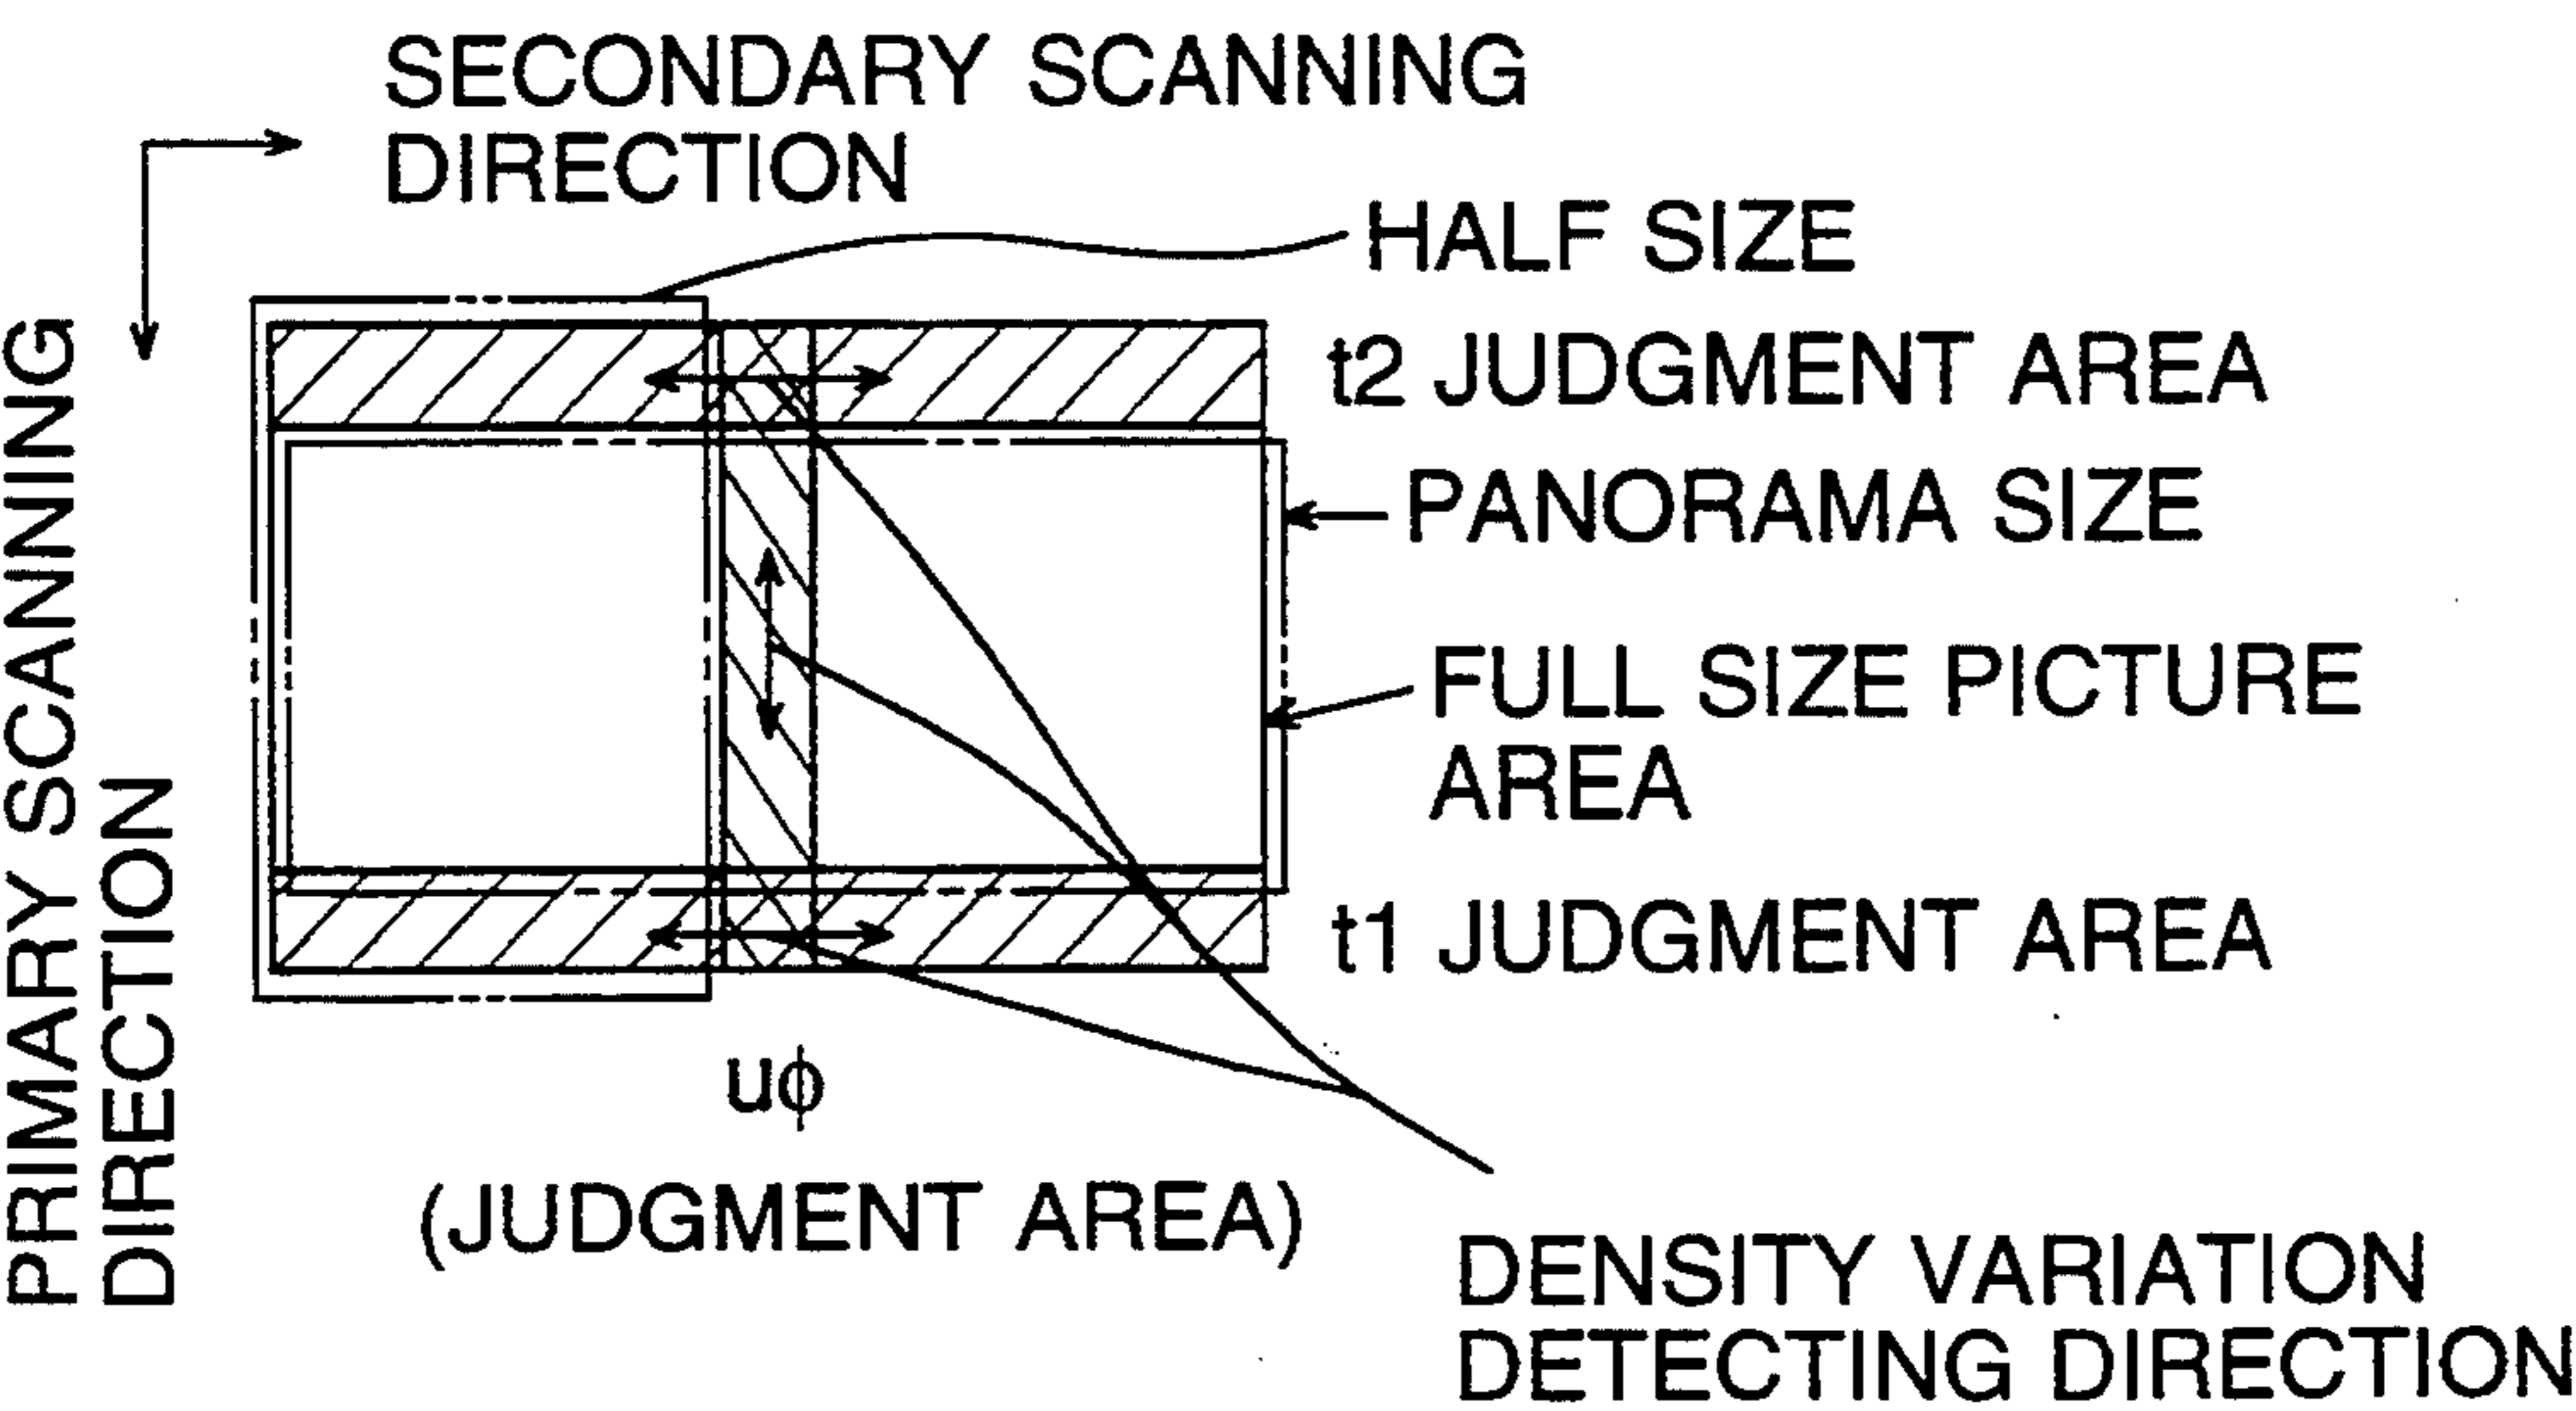 SECONDARY SCANNING
DIRECTION
HALF SIZE
t2 JUDGMENT AREA
PANORAMA SIZE
FULL SIZE PICTURE
AREA
t1 JUDGMENT AREA
PRIMARY SCANNING
DIRECTION
uϕ
(JUDGMENT AREA)
DENSITY VARIATION
DETECTING DIRECTION